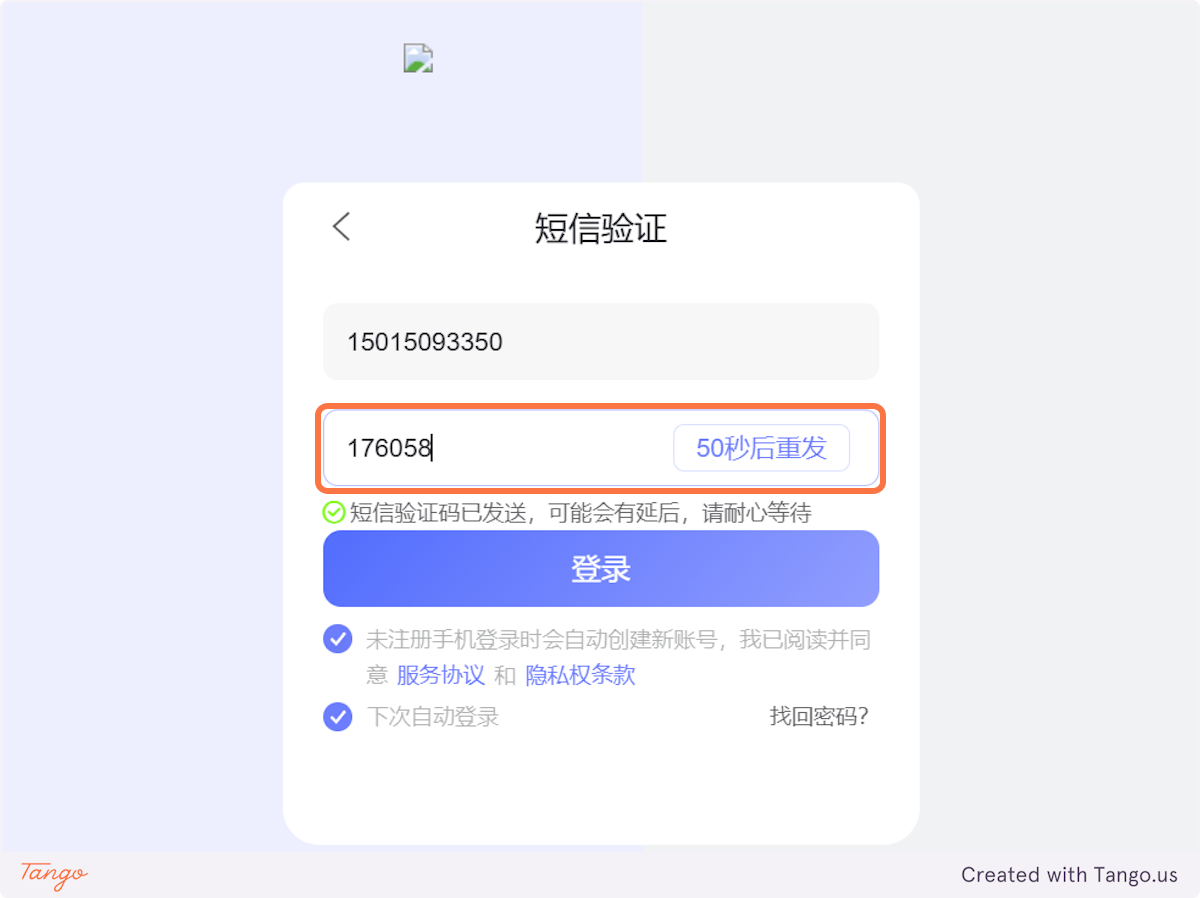 短信验证
15015093350
176058
50秒后重发
短信验证码已发送，可能会有延后，请耐心等待
登录
未注册手机登录时会自动创建新账号，我已阅读并同
意 服务协议 和 隐私权条款
下次自动登录
找回密码?
Tango
Created with Tango.us